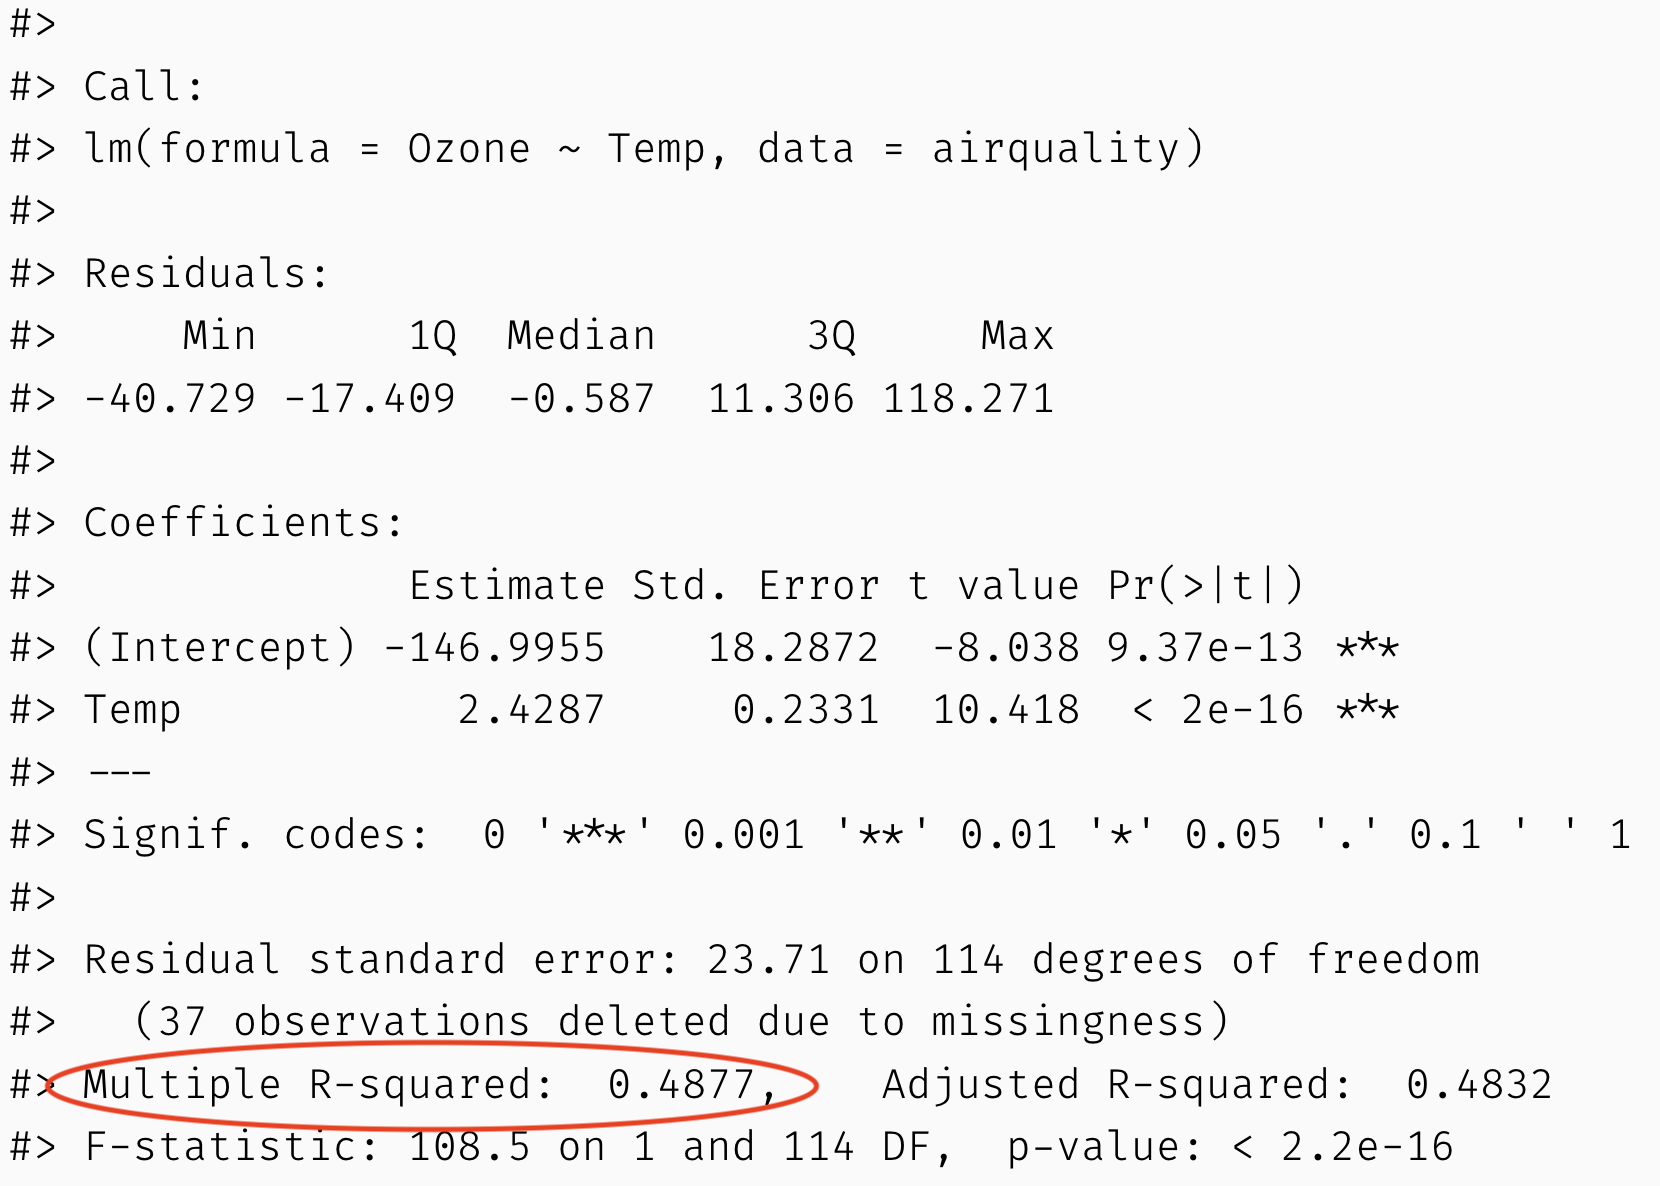 #>
#> Call:
#> lm(formula = Ozone ~ Temp, data = airquality)
#>
#> Residuals:
#>     Min      1Q  Median      3Q     Max
#> -40.729 -17.409  -0.587  11.306 118.271
#>
#> Coefficients:
#>              Estimate Std. Error t value Pr(>|t|)
#> (Intercept) -146.9955    18.2872  -8.038 9.37e-13 ***
#> Temp           2.4287     0.2331  10.418  < 2e-16 ***
#> ---
#> Signif. codes:  0 '***' 0.001 '**' 0.01 '*' 0.05 '.' 0.1 ' ' 1
#>
#> Residual standard error: 23.71 on 114 degrees of freedom
#>   (37 observations deleted due to missingness)
#> Multiple R-squared:  0.4877,    Adjusted R-squared:  0.4832
#> F-statistic: 108.5 on 1 and 114 DF,  p-value: < 2.2e-16